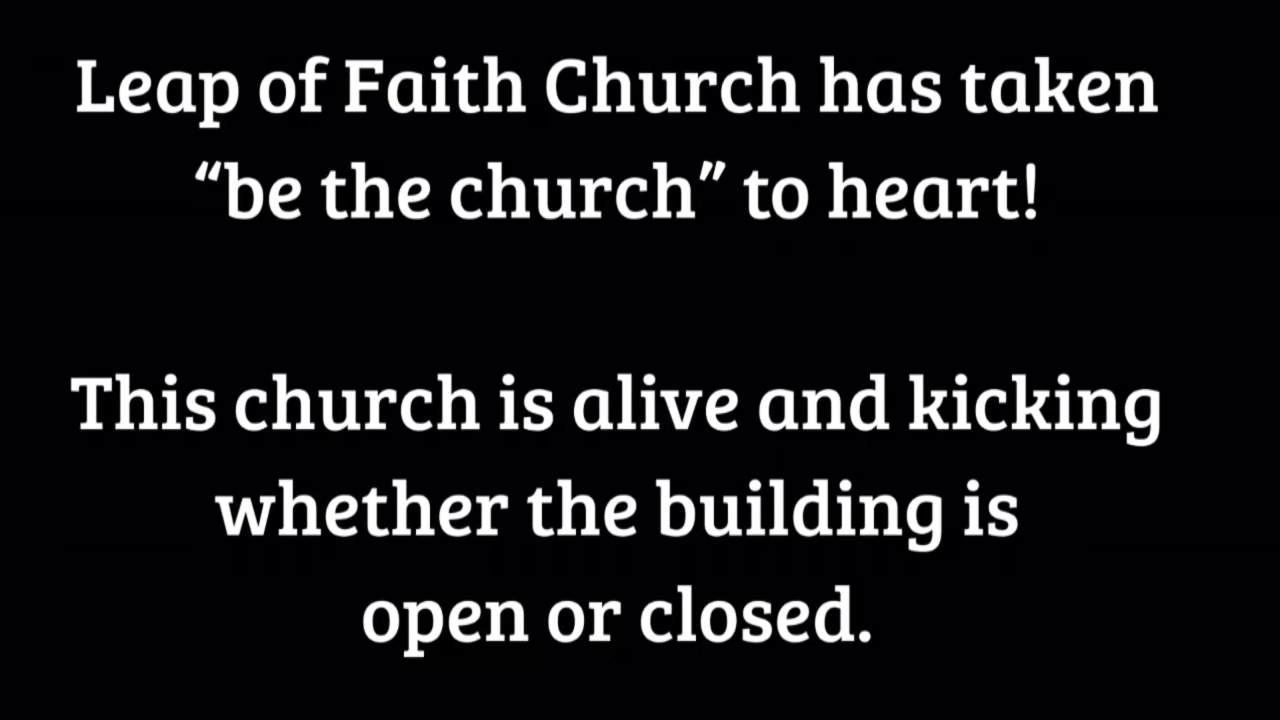 Leap of Faith Church has taken
“be the church” to heart!
This church is alive and kicking
whether the building is
open or closed.